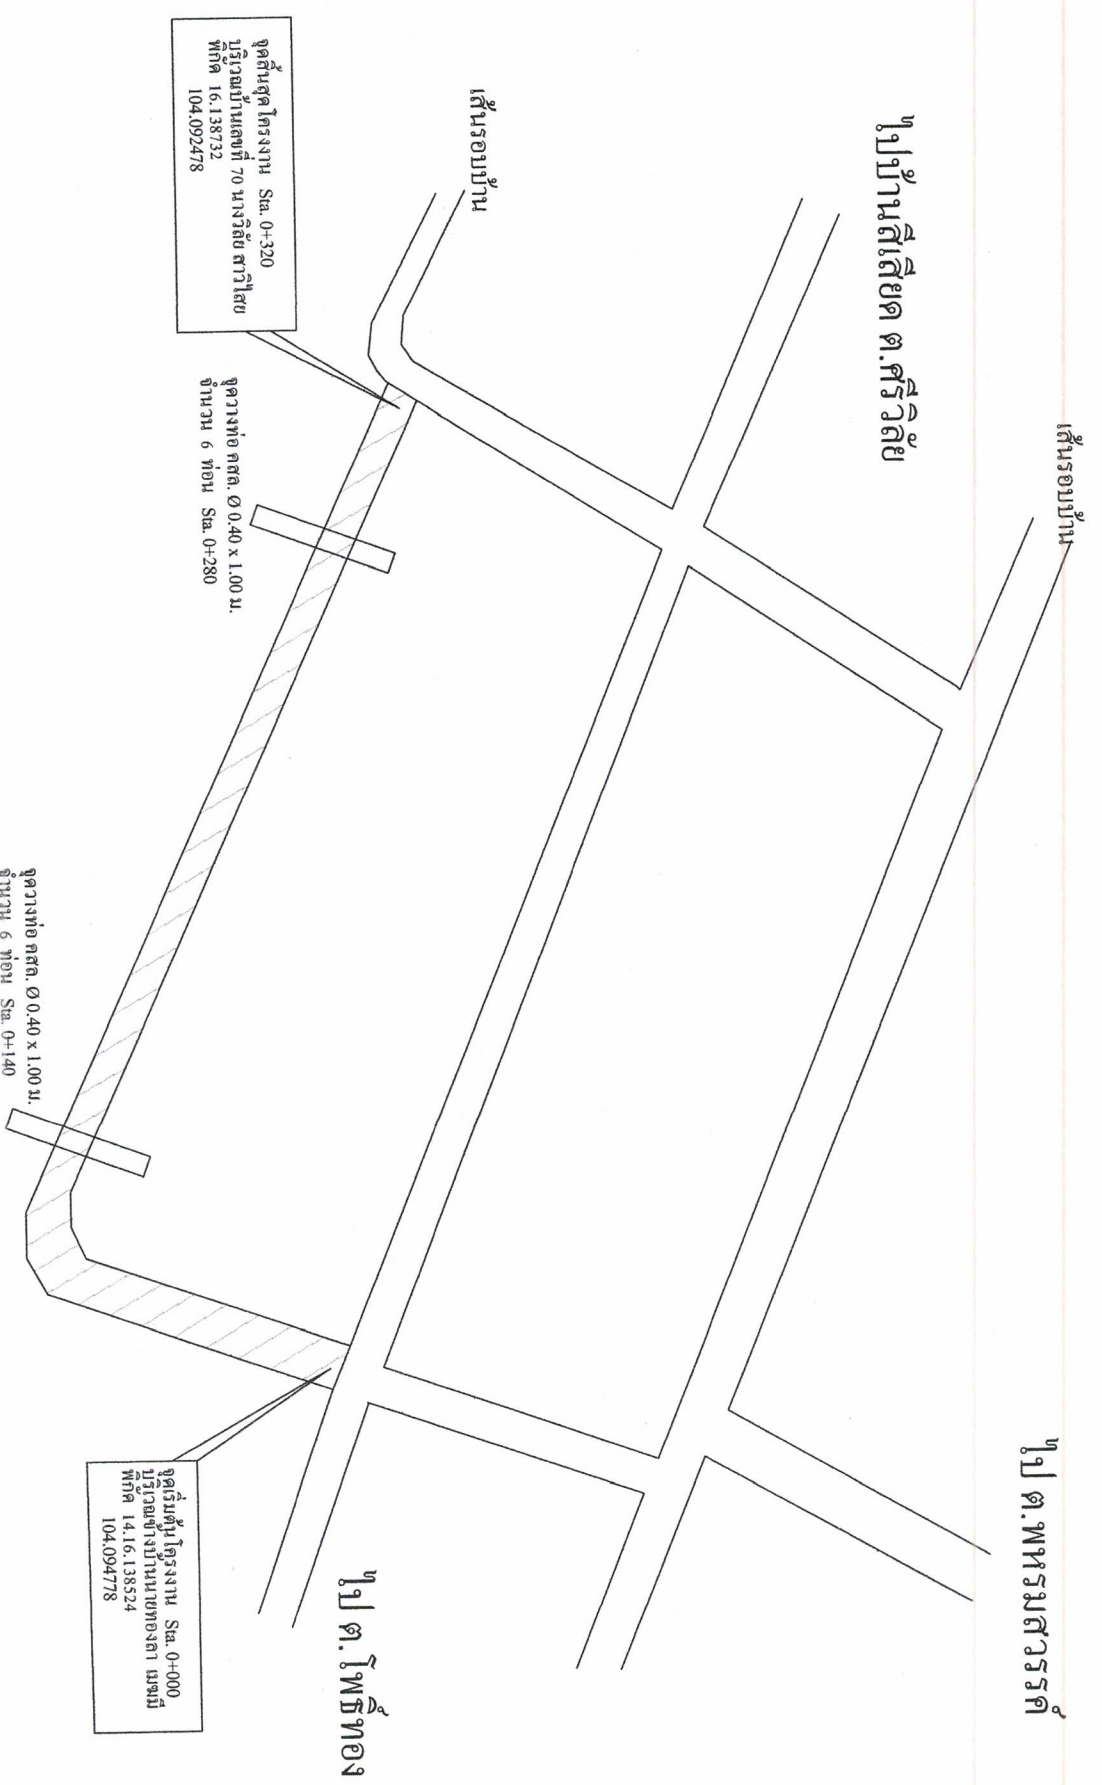 เส้นรอบบ้าน
ไป ต.พหรมสวรรค์
ไปบ้านสีเสียด ต.ศรีวิลัย
เส้นรอบบ้าน
ไป ต.โพธิ์ทอง
จุดสิ้นสุดโครงงาน Sta. 0+320
บริเวณบ้านเลขที่ 70 นางวิลัย สาวิไสย
พิกัด 16.138732
104.092478
จุดวางท่อ คสล. Ø 0.40 x 1.00 ม.
จำนวน 6 ท่อน Sta. 0+280
จุดวางท่อ คสล. Ø 0.40 x 1.00 ม.
จำนวน 6 ท่อน Sta. 0+140
จุดเริ่มต้นโครงงาน Sta. 0+000
บริเวณข้างบ้านนายทองลา เมฆมี
พิกัด 14.16.138524
104.094778